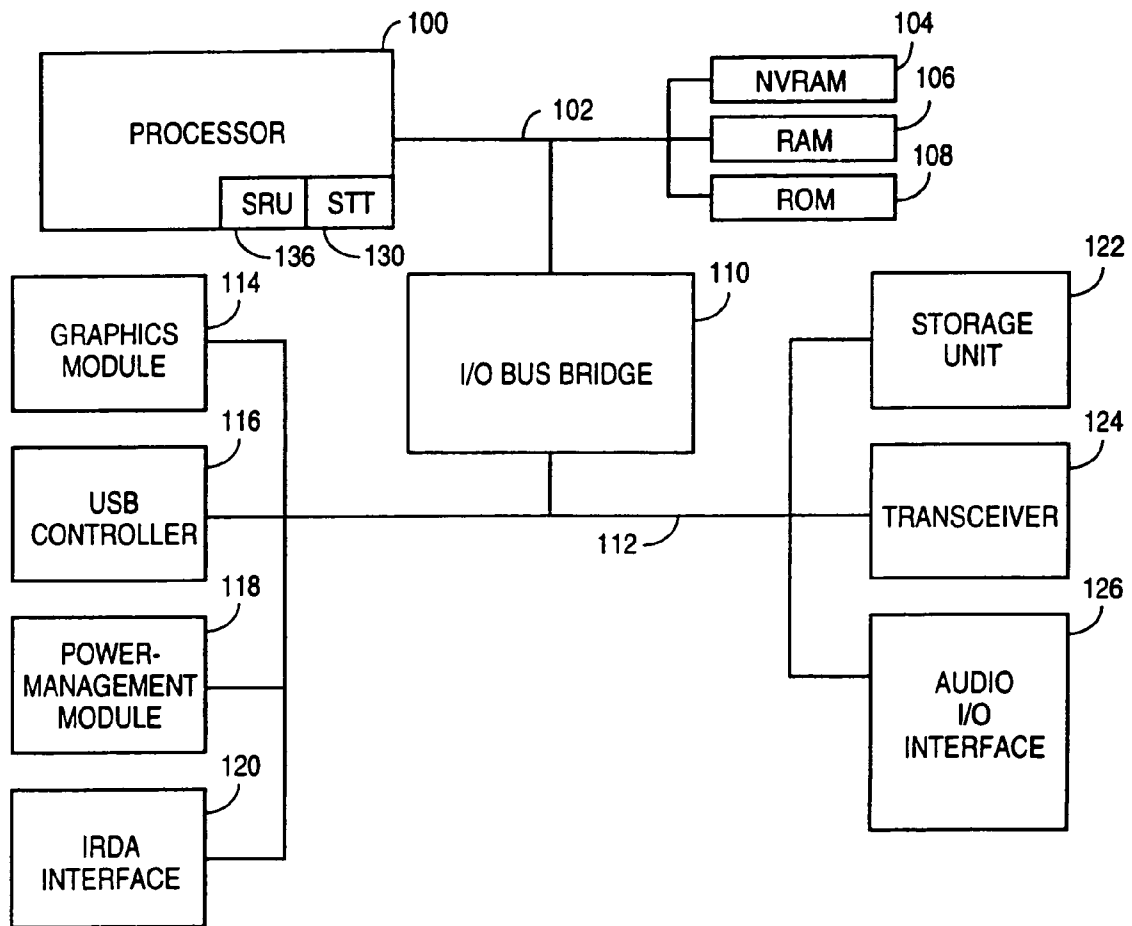 100
PROCESSOR
SRU
STT
136
130
102
104
NVRAM
106
RAM
108
ROM
110
I/O BUS BRIDGE
112
114
GRAPHICS
MODULE
116
USB
CONTROLLER
118
POWER-
MANAGEMENT
MODULE
120
IRDA
INTERFACE
122
STORAGE
UNIT
124
TRANSCEIVER
126
AUDIO
I/O
INTERFACE